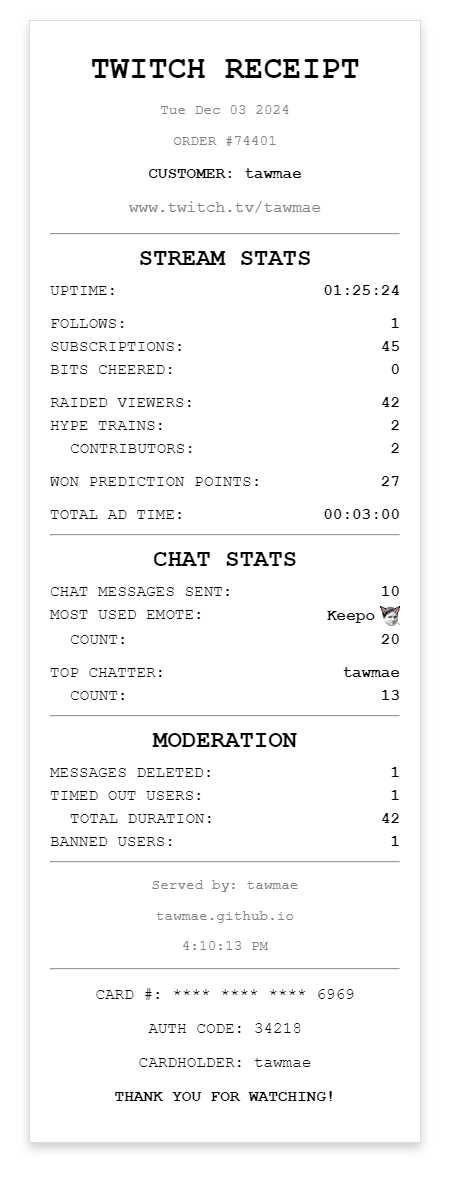 TWITCH RECEIPT
Tue Dec 03 2024
ORDER #74401
CUSTOMER: tawmae
www.twitch.tv/tawmae
STREAM STATS
UPTIME: 01:25:24
FOLLOWS: 1
SUBSCRIPTIONS: 45
BITS CHEERED: 0
RAIDED VIEWERS: 42
HYPE TRAINS: 2
CONTRIBUTORS: 2
WON PREDICTION POINTS: 27
TOTAL AD TIME: 00:03:00
CHAT STATS
CHAT MESSAGES SENT: 10
MOST USED EMOTE: Keepo
COUNT: 20
TOP CHATTER: tawmae
COUNT: 13
MODERATION
MESSAGES DELETED: 1
TIMED OUT USERS: 1
TOTAL DURATION: 42
BANNED USERS: 1
Served by: tawmae
tawmae.github.io
4:10:13 PM
CARD #: **** **** **** 6969
AUTH CODE: 34218
CARDHOLDER: tawmae
THANK YOU FOR WATCHING!